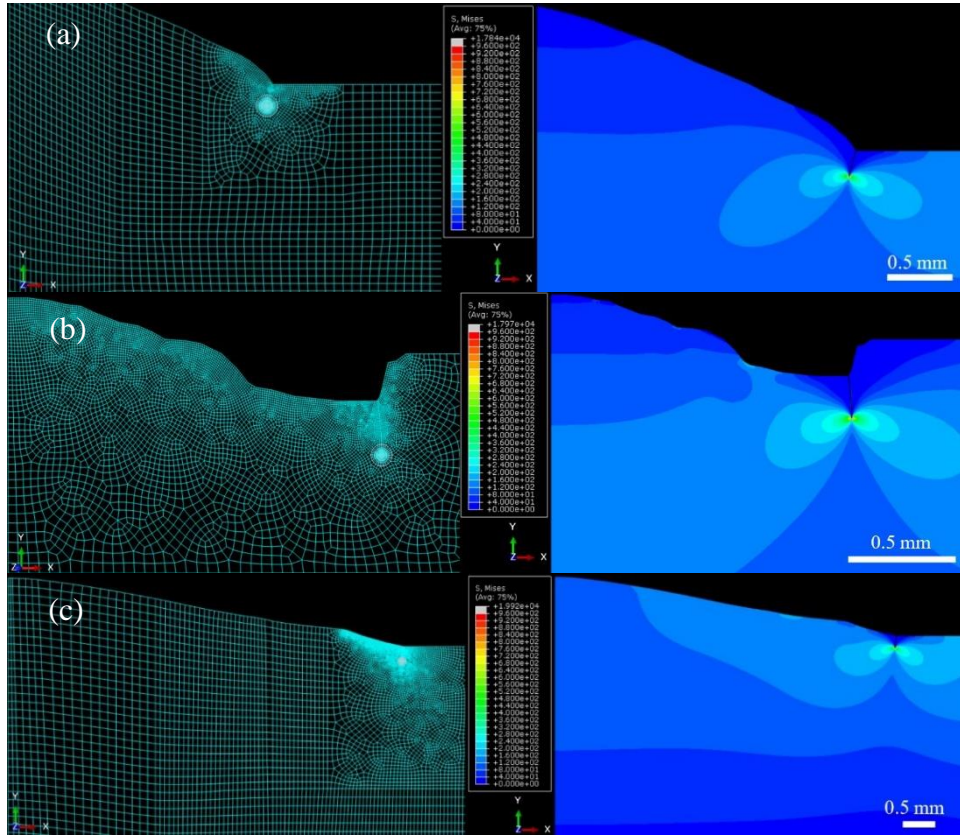 (a)
S, Mises
(Avg: 75%)
+1.784e+04
+9.600e+02
+9.200e+02
+8.800e+02
+8.400e+02
+8.000e+02
+7.600e+02
+7.200e+02
+6.800e+02
+6.400e+02
+6.000e+02
+5.600e+02
+5.200e+02
+4.800e+02
+4.400e+02
+4.000e+02
+3.600e+02
+3.200e+02
+2.800e+02
+2.400e+02
+2.000e+02
+1.600e+02
+1.200e+02
+8.000e+01
+4.000e+01
+0.000e+00
Y
Z X
Y
Z X
0.5 mm
(b)
S, Mises
(Avg: 75%)
+1.797e+04
+9.600e+02
+9.200e+02
+8.800e+02
+8.400e+02
+8.000e+02
+7.600e+02
+7.200e+02
+6.800e+02
+6.400e+02
+6.000e+02
+5.600e+02
+5.200e+02
+4.800e+02
+4.400e+02
+4.000e+02
+3.600e+02
+3.200e+02
+2.800e+02
+2.400e+02
+2.000e+02
+1.600e+02
+1.200e+02
+8.000e+01
+4.000e+01
+0.000e+00
Y
Z X
Y
Z X
0.5 mm
(c)
S, Mises
(Avg: 75%)
+1.992e+04
+9.600e+02
+9.200e+02
+8.800e+02
+8.400e+02
+8.000e+02
+7.600e+02
+7.200e+02
+6.800e+02
+6.400e+02
+6.000e+02
+5.600e+02
+5.200e+02
+4.800e+02
+4.400e+02
+4.000e+02
+3.600e+02
+3.200e+02
+2.800e+02
+2.400e+02
+2.000e+02
+1.600e+02
+1.200e+02
+8.000e+01
+4.000e+01
+0.000e+00
Y
Z X
Y
Z X
0.5 mm